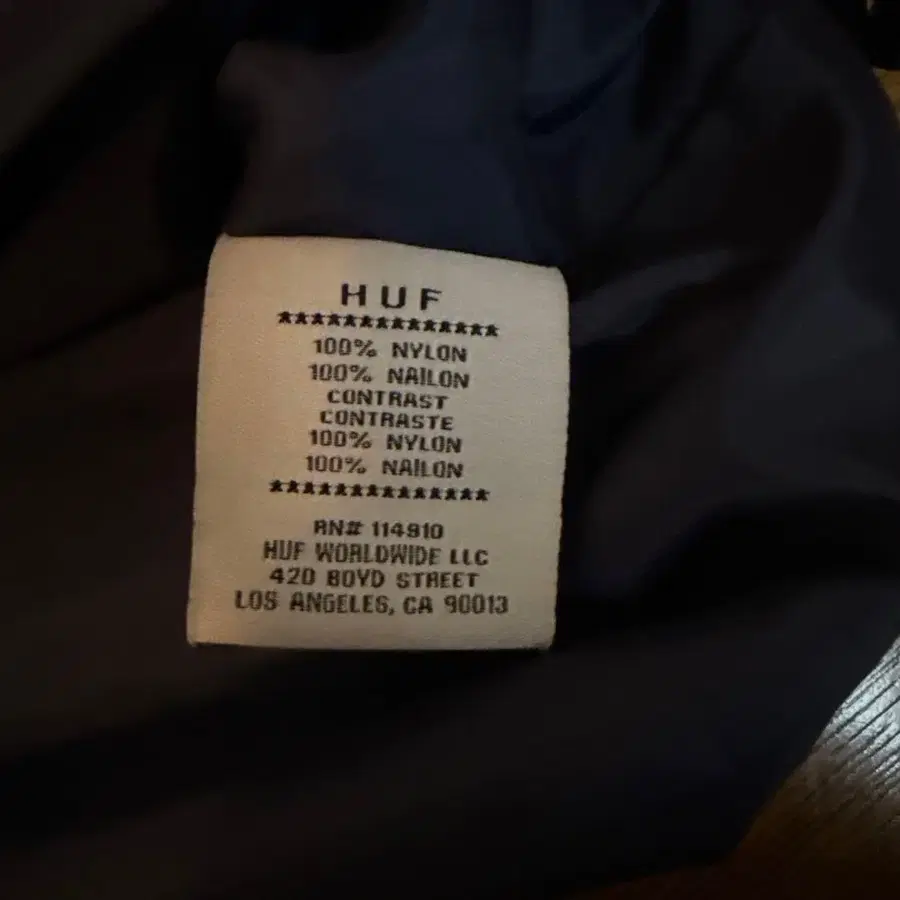 HUF
**************
100% NYLON
100% NAILON
CONTRAST
CONTRASTE
100% NYLON
100% NAILON
**************
RN# 114910
HUF WORLDWIDE LLC
420 BOYD STREET
LOS ANGELES, CA 90013